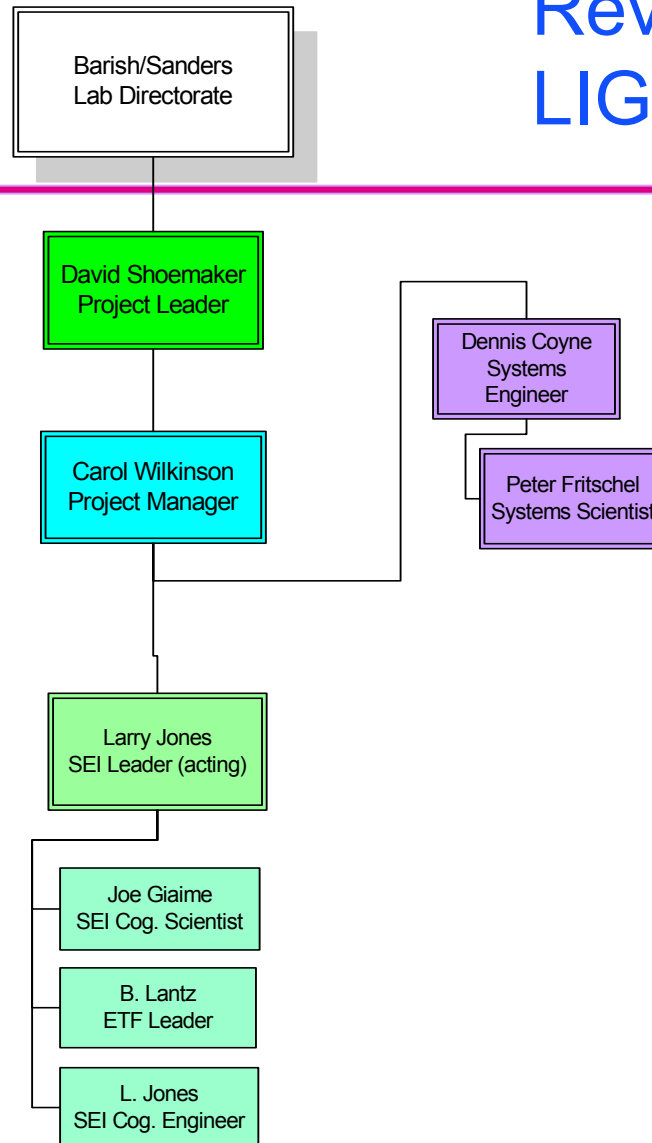 Rev
LIG
Barish/Sanders
Lab Directorate
David Shoemaker
Project Leader
Dennis Coyne
Systems
Engineer
Carol Wilkinson
Project Manager
Peter Fritschel
Systems Scientist
Larry Jones
SEI Leader (acting)
Joe Giaime
SEI Cog. Scientist
B. Lantz
ETF Leader
L. Jones
SEI Cog. Engineer